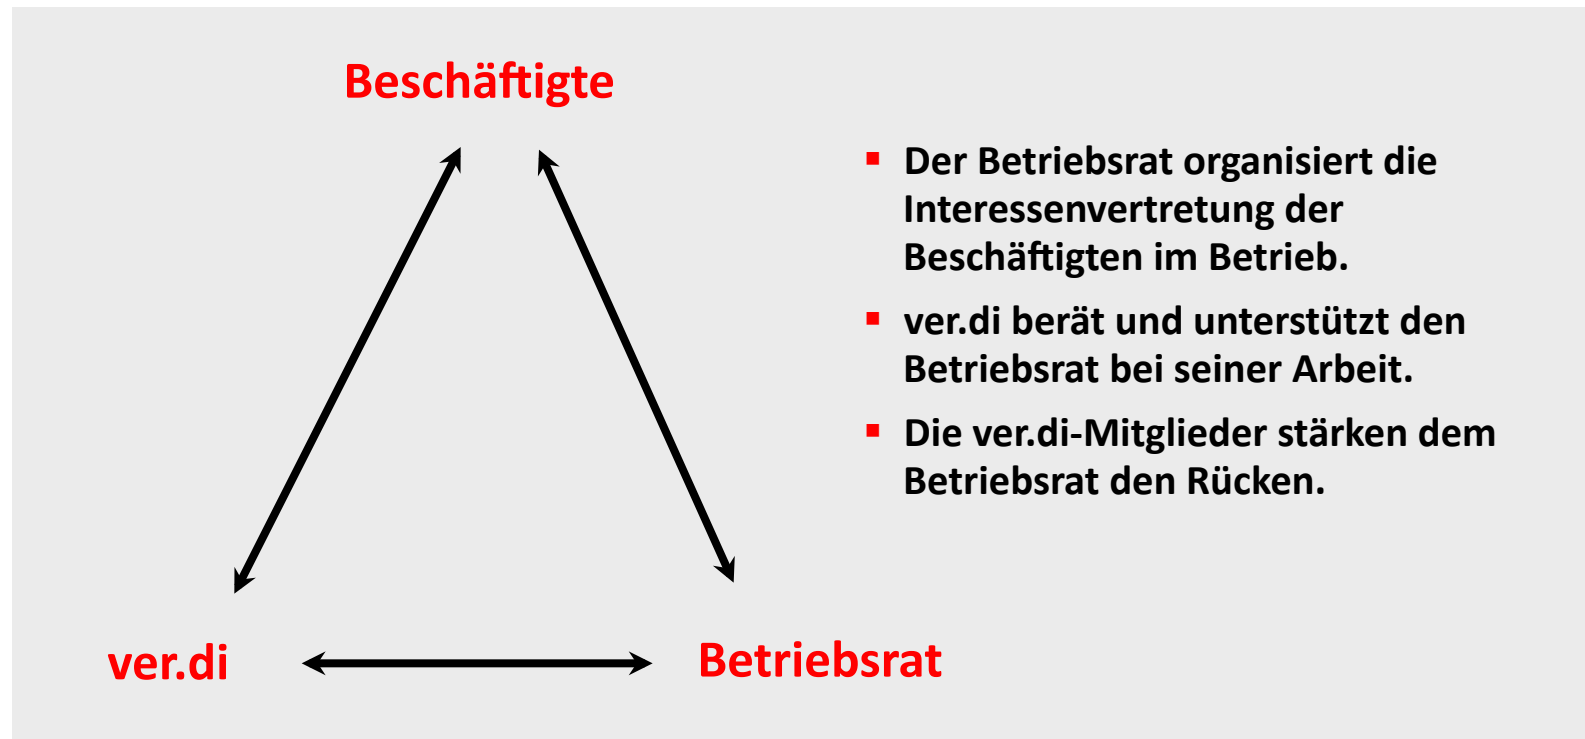 Beschäftigte
Der Betriebsrat organisiert die
Interessenvertretung der
Beschäftigten im Betrieb.
ver.di berät und unterstützt den
Betriebsrat bei seiner Arbeit.
Die ver.di-Mitglieder stärken dem
Betriebsrat den Rücken.
ver.di
Betriebsrat